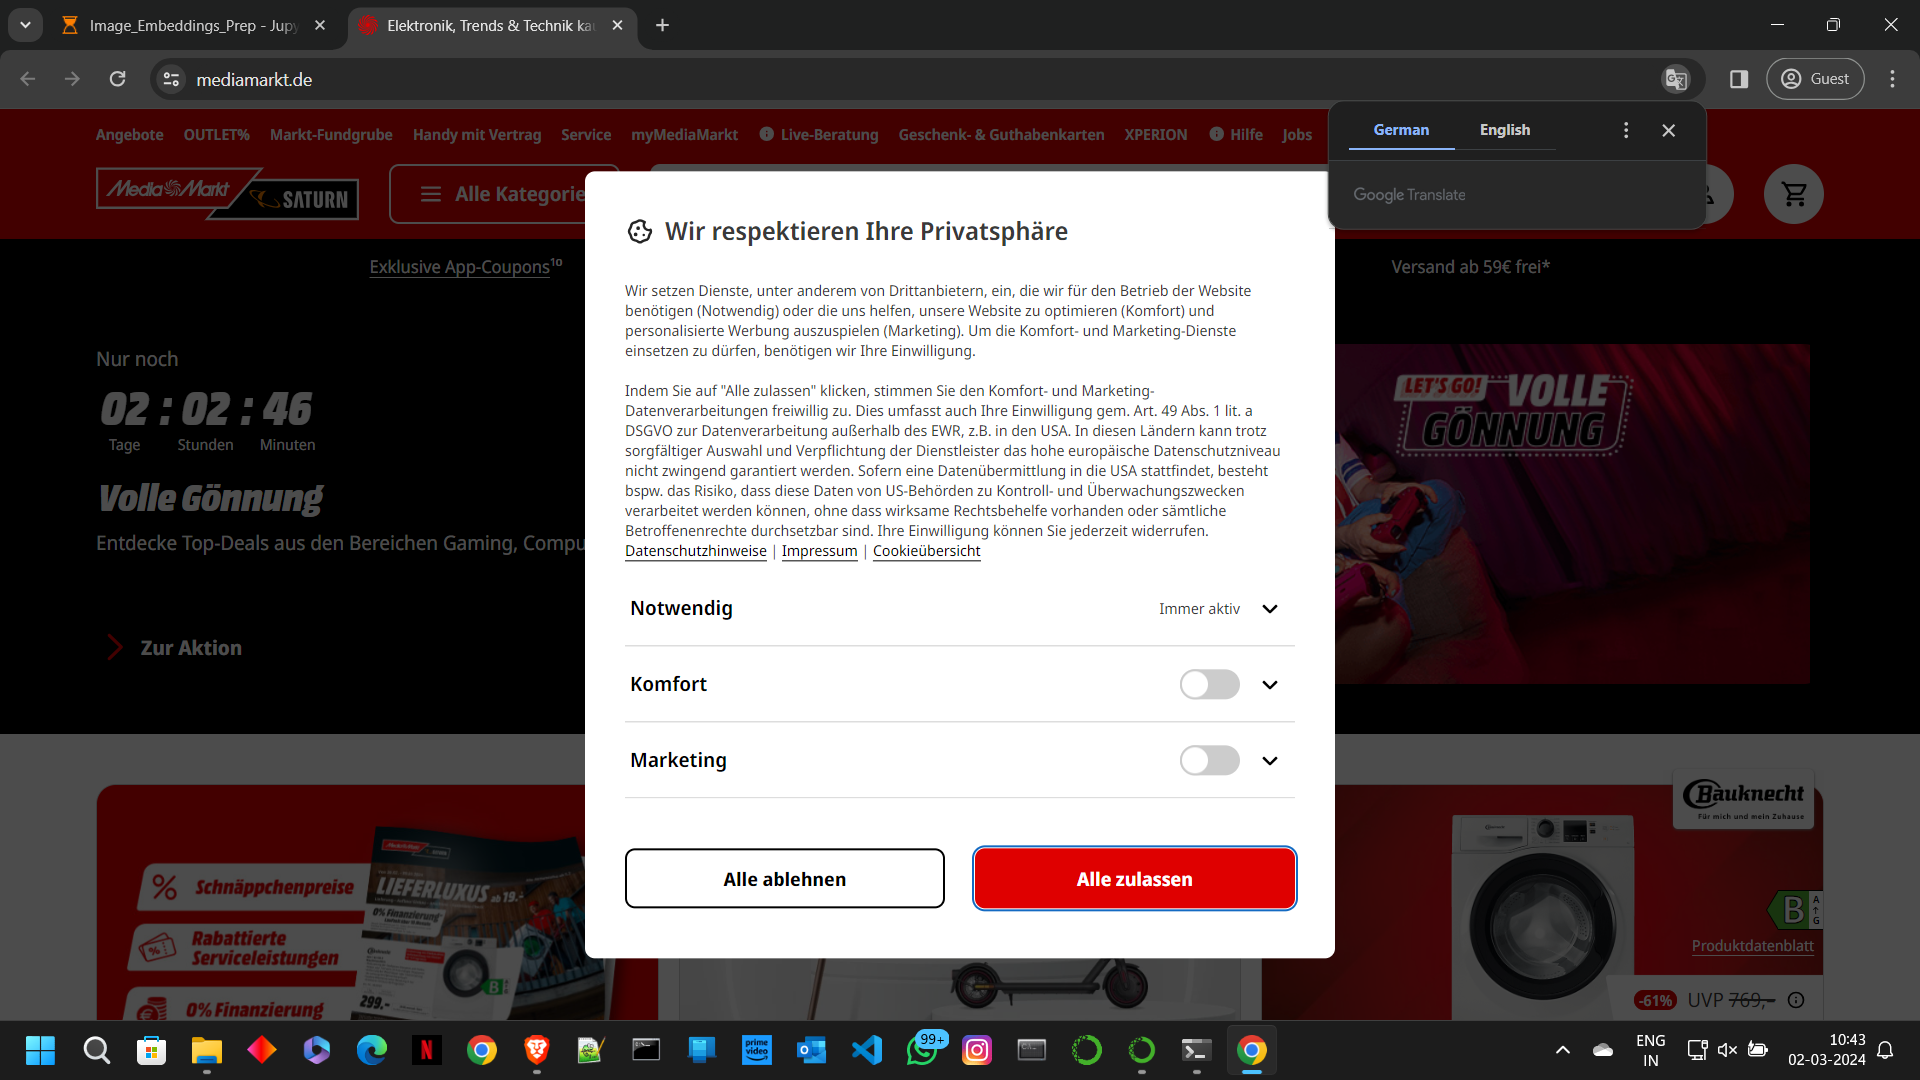 Image_Embeddings_Prep - Jupy
Elektronik, Trends & Technik ka
mediamarkt.de
Guest
German
English
Google Translate
Angebote
OUTLET%
Markt-Fundgrube
Handy mit Vertrag
Service
myMediaMarkt
Live-Beratung
Geschenk- & Guthabenkarten
XPERION
Hilfe
Jobs
MediaMarkt
SATURN
Alle Kategorie
Exklusive App-Coupons¹⁰
Versand ab 59€ frei*
Nur noch
02 : 02 : 46
Tage Stunden Minuten
Volle Gönnung
Entdecke Top-Deals aus den Bereichen Gaming, Compu
Zur Aktion
LET'S GO! VOLLE
GÖNNUNG
Wir respektieren Ihre Privatsphäre
Wir setzen Dienste, unter anderem von Drittanbietern, ein, die wir für den Betrieb der Website
benötigen (Notwendig) oder die uns helfen, unsere Website zu optimieren (Komfort) und
personalisierte Werbung auszuspielen (Marketing). Um die Komfort- und Marketing-Dienste
einsetzen zu dürfen, benötigen wir Ihre Einwilligung.
Indem Sie auf "Alle zulassen" klicken, stimmen Sie den Komfort- und Marketing-
Datenverarbeitungen freiwillig zu. Dies umfasst auch Ihre Einwilligung gem. Art. 49 Abs. 1 lit. a
DSGVO zur Datenverarbeitung außerhalb des EWR, z.B. in den USA. In diesen Ländern kann trotz
sorgfältiger Auswahl und Verpflichtung der Dienstleister das hohe europäische Datenschutzniveau
nicht zwingend garantiert werden. Sofern eine Datenübermittlung in die USA stattfindet, besteht
bspw. das Risiko, dass diese Daten von US-Behörden zu Kontroll- und Überwachungszwecken
verarbeitet werden können, ohne dass wirksame Rechtsbehelfe vorhanden oder sämtliche
Betroffenenrechte durchsetzbar sind. Ihre Einwilligung können Sie jederzeit widerrufen.
Datenschutzhinweise | Impressum | Cookieübersicht
Notwendig
Immer aktiv
Komfort
Marketing
Alle ablehnen
Alle zulassen
Schnäppchenpreise
Rabattierte
Serviceleistungen
0% Finanzierung
LIEFERLUXUS ab 19.-
0% Finanzierung
299.-
B
Bauknecht
Für mich und mein Zuhause
B
A
G
Produktdatenblatt
-61% UVP 769,-
prime
video
99+
ENG
IN
10:43
02-03-2024